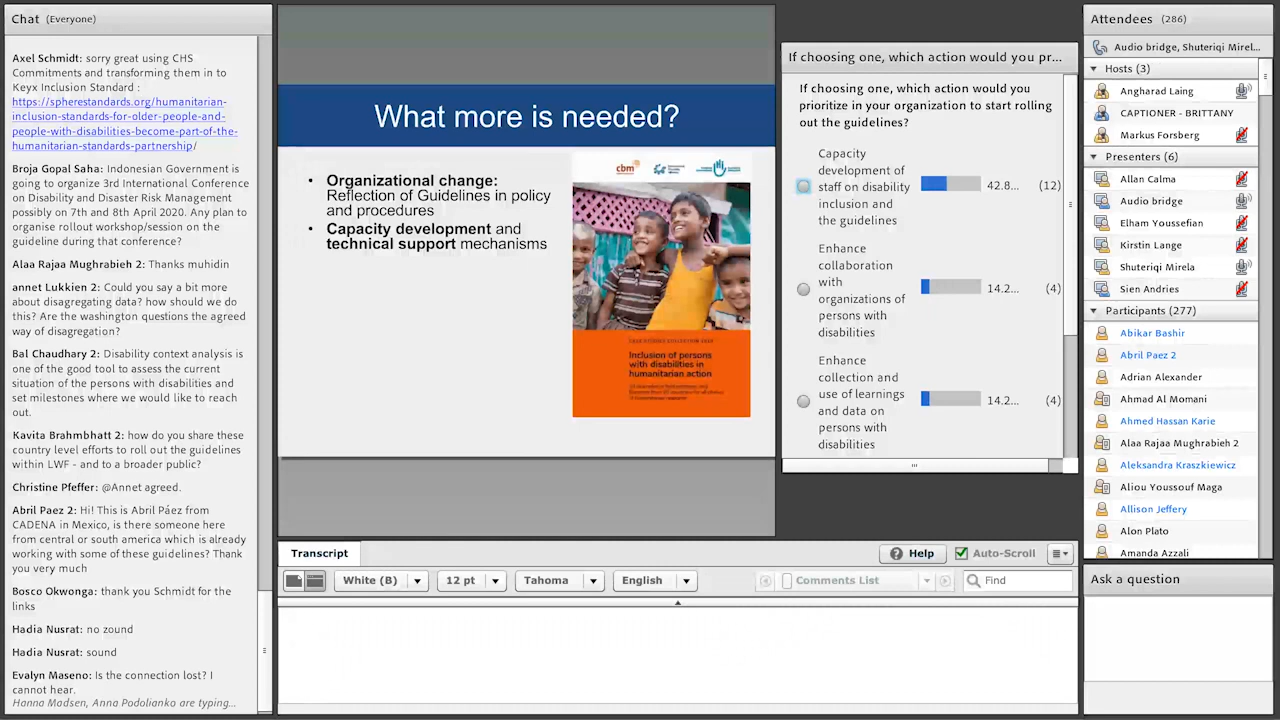 Chat (Everyone)
Axel Schmidt: sorry great using CHS
Commitments and transforming them in to
Keyx Inclusion Standard :
https://spherestandards.org/humanitarian-
inclusion-standards-for-older-people-and-
people-with-disabilities-become-part-of-the-
humanitarian-standards-partnership/
Broja Gopal Saha: Indonesian Government is
going to organize 3rd International Conference
on Disability and Disaster Risk Management
possibly on 7th and 8th April 2020. Any plan to
organise rollout workshop/session on the
guideline during that conference?
Alaa Rajaa Mughrabieh 2: Thanks muhidin
annet Lukkien 2: Could you say a bit more
about disagregating data? how should we do
this? Are the washington questions the agreed
way of disagregation?
Bal Chaudhary 2: Disability context analysis is
one of the good tool to assess the current
situation of the persons with disabilities and
set milestones where we would like to reach
out.
Kavita Brahmbhatt 2: how do you share these
country level efforts to roll out the guidelines
within LWF - and to a broader public?
Christine Pfeffer: @Annet agreed.
Abril Paez 2: Hi! This is Abril Páez from
CADENA in Mexico, is there someone here
from central or south america which is already
working with some of these guidelines? Thank
you very much
Bosco Okwonga: thank you Schmidt for the
links
Hadia Nusrat: no zound
Hadia Nusrat: sound
Evalyn Maseno: Is the connection lost? I
cannot hear.
Hanna Madsen, Anna Podolianko are typing...
What more is needed?
• Organizational change:
Reflection of Guidelines in policy
and procedures
• Capacity development and
technical support mechanisms
cbm
Inclusion of persons
with disabilities in
humanitarian action
If choosing one, which action would you pr...
If choosing one, which action would you
prioritize in your organization to start rolling
out the guidelines?
Capacity
development of
staff on disability
inclusion and
the guidelines
42.8... (12)
Enhance
collaboration
with
organizations of
persons with
disabilities
14.2... (4)
Enhance
collection and
use of learnings
and data on
persons with
disabilities
14.2... (4)
Transcript
Help
Auto-Scroll
White (B)
12 pt
Tahoma
English
Comments List
Find
Attendees (286)
Audio bridge, Shuteriqi Mirel...
Hosts (3)
Angharad Laing
CAPTIONER - BRITTANY
Markus Forsberg
Presenters (6)
Allan Calma
Audio bridge
Elham Youssefian
Kirstin Lange
Shuteriqi Mirela
Sien Andries
Participants (277)
Abikar Bashir
Abril Paez 2
Adrian Alexander
Ahmad Al Momani
Ahmed Hassan Karie
Alaa Rajaa Mughrabieh 2
Aleksandra Kraszkiewicz
Aliou Youssouf Maga
Allison Jeffery
Alon Plato
Amanda Azzali
Ask a question